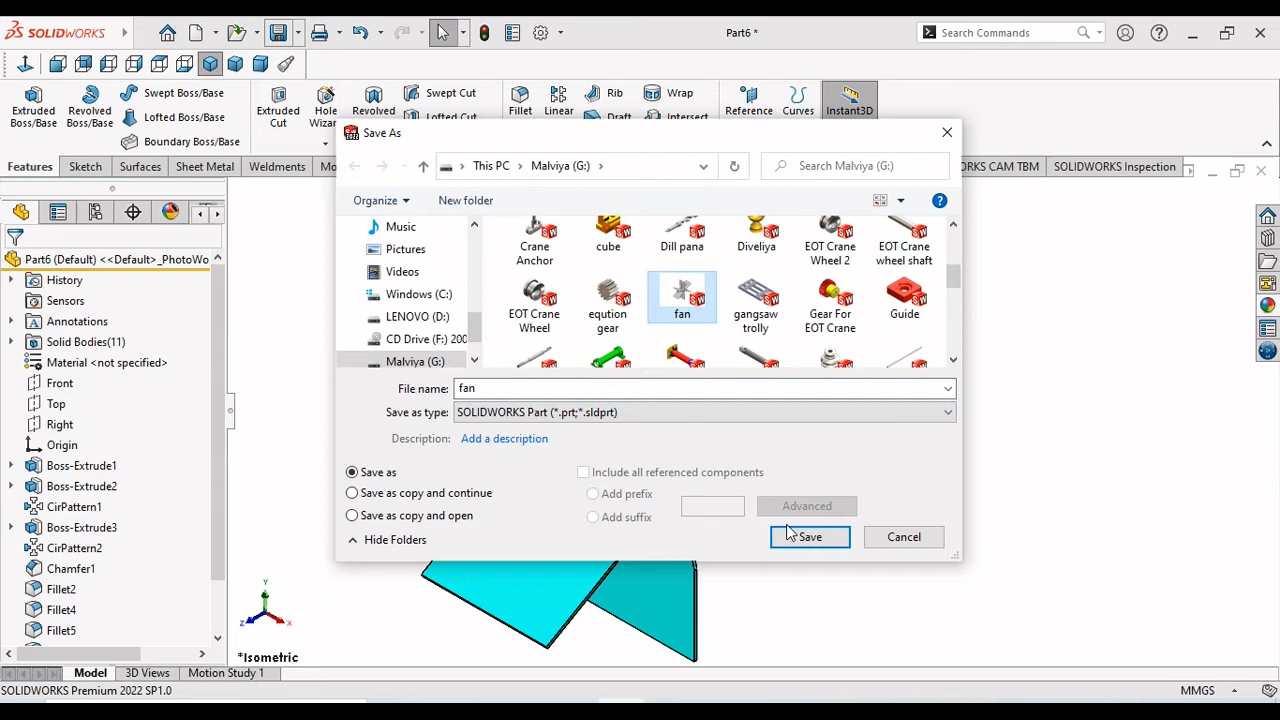 SOLIDWORKS
Part6 *
Search Commands
Extruded Boss/Base
Revolved Boss/Base
Swept Boss/Base
Lofted Boss/Base
Boundary Boss/Base
Extruded Cut
Hole Wizar
Revolved
Swept Cut
Lofted Cut
Fillet
Linear
Rib
Draft
Wrap
Intersect
Reference
Curves
Instant3D
Features
Sketch
Surfaces
Sheet Metal
Weldments
Mo
RKS CAM TBM
SOLIDWORKS Inspection
Part6 (Default) <<Default>_PhotoWo
History
Sensors
Annotations
Solid Bodies(11)
Material <not specified>
Front
Top
Right
Origin
Boss-Extrude1
Boss-Extrude2
CirPattern1
Boss-Extrude3
CirPattern2
Chamfer1
Fillet2
Fillet4
Fillet5
Save As
This PC
Malviya (G:)
Search Malviya (G:)
Organize
New folder
Music
Pictures
Videos
Windows (C:)
LENOVO (D:)
CD Drive (F:) 200
Malviya (G:)
Crane Anchor
cube
Dill pana
Diveliya
EOT Crane Wheel 2
EOT Crane wheel shaft
EOT Crane Wheel
eqution gear
fan
gangsaw trolly
Gear For EOT Crane
Guide
File name:
fan
Save as type:
SOLIDWORKS Part (*.prt;*.sldprt)
Description:
Add a description
Save as
Save as copy and continue
Save as copy and open
Include all referenced components
Add prefix
Add suffix
Advanced
Hide Folders
Save
Cancel
Y
Z
X
*Isometric
Model
3D Views
Motion Study 1
SOLIDWORKS Premium 2022 SP1.0
MMGS